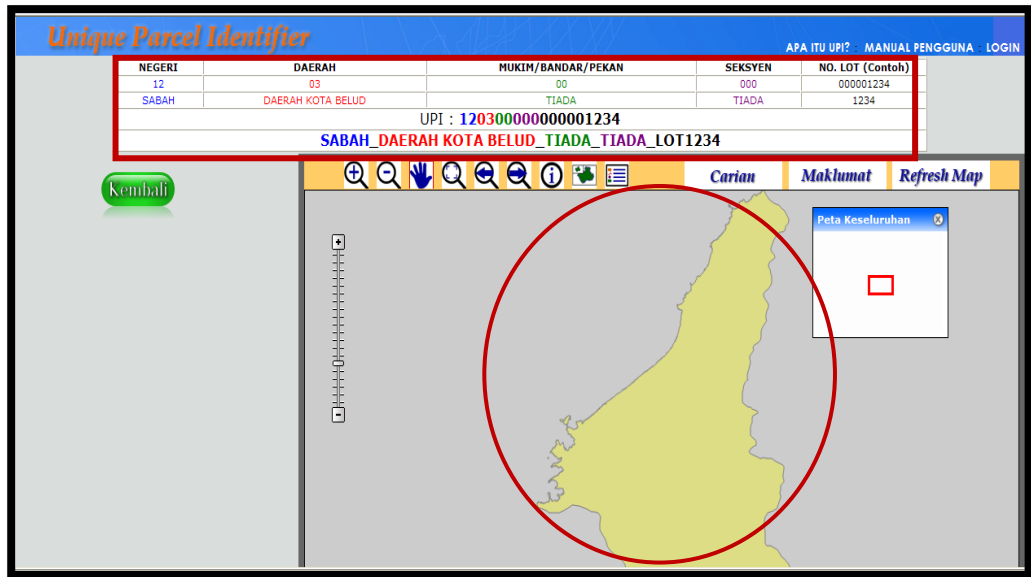 Unique Parcel Identifier
APA ITU UPI? : MANUAL PENGGUNA : LOGIN
NEGERI DAERAH MUKIM/BANDAR/PEKAN SEKSYEN NO. LOT (Contoh)
12 03 00 000 000001234
SABAH DAERAH KOTA BELUD TIADA TIADA 1234
UPI : 1203000000000001234
SABAH_DAERAH KOTA BELUD_TIADA_TIADA_LOT1234
Kembali
Carian Maklumat Refresh Map
Peta Keseluruhan